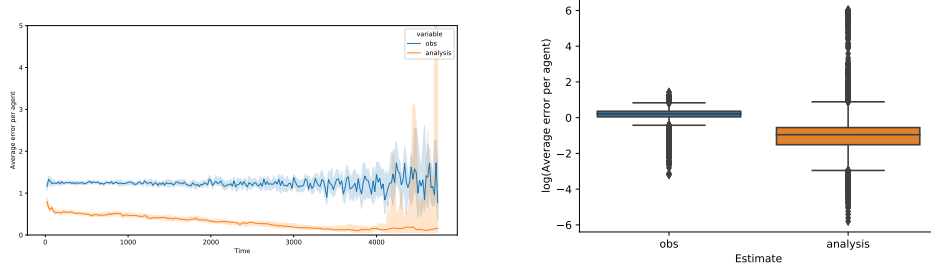 variable
obs
analysis
5
4
3
2
1
0
Average error per agent
0 1000 2000 3000 4000
Time
6
4
2
0
−2
−4
−6
log(Average error per agent)
obs analysis
Estimate